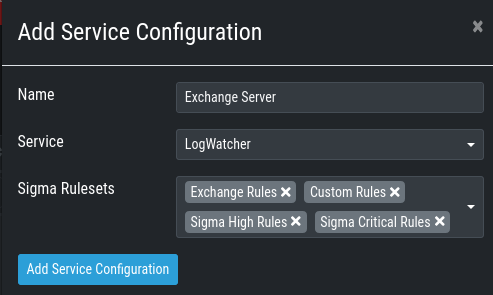 Add Service Configuration ×
Name Exchange Server
Service LogWatcher
Sigma Rulesets Exchange Rules × Custom Rules ×
Sigma High Rules × Sigma Critical Rules ×
Add Service Configuration